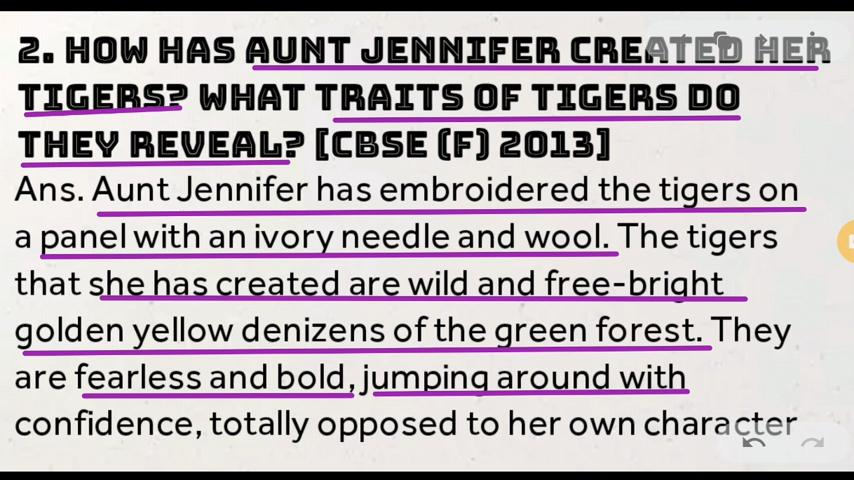 2. HOW HAS AUNT JENNIFER CREATED HER
TIGERS? WHAT TRAITS OF TIGERS DO
THEY REVEAL? [CBSE (F) 2013]
Ans. Aunt Jennifer has embroidered the tigers on
a panel with an ivory needle and wool. The tigers
that she has created are wild and free-bright
golden yellow denizens of the green forest. They
are fearless and bold, jumping around with
confidence, totally opposed to her own character